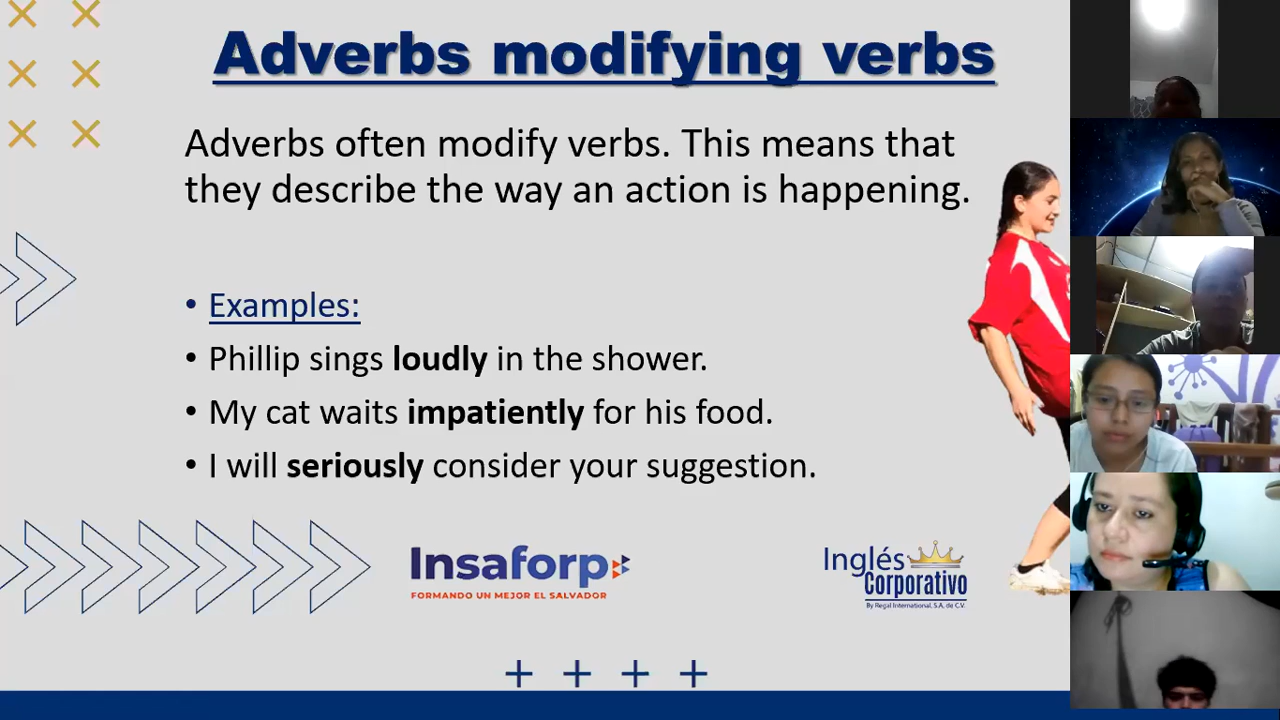 Adverbs modifying verbs
Adverbs often modify verbs. This means that
they describe the way an action is happening.
• Examples:
• Phillip sings loudly in the shower.
• My cat waits impatiently for his food.
• I will seriously consider your suggestion.
Insaforp
FORMANDO UN MEJOR EL SALVADOR
Inglés
Corporativo
By Regal International, S.A. de C.V.